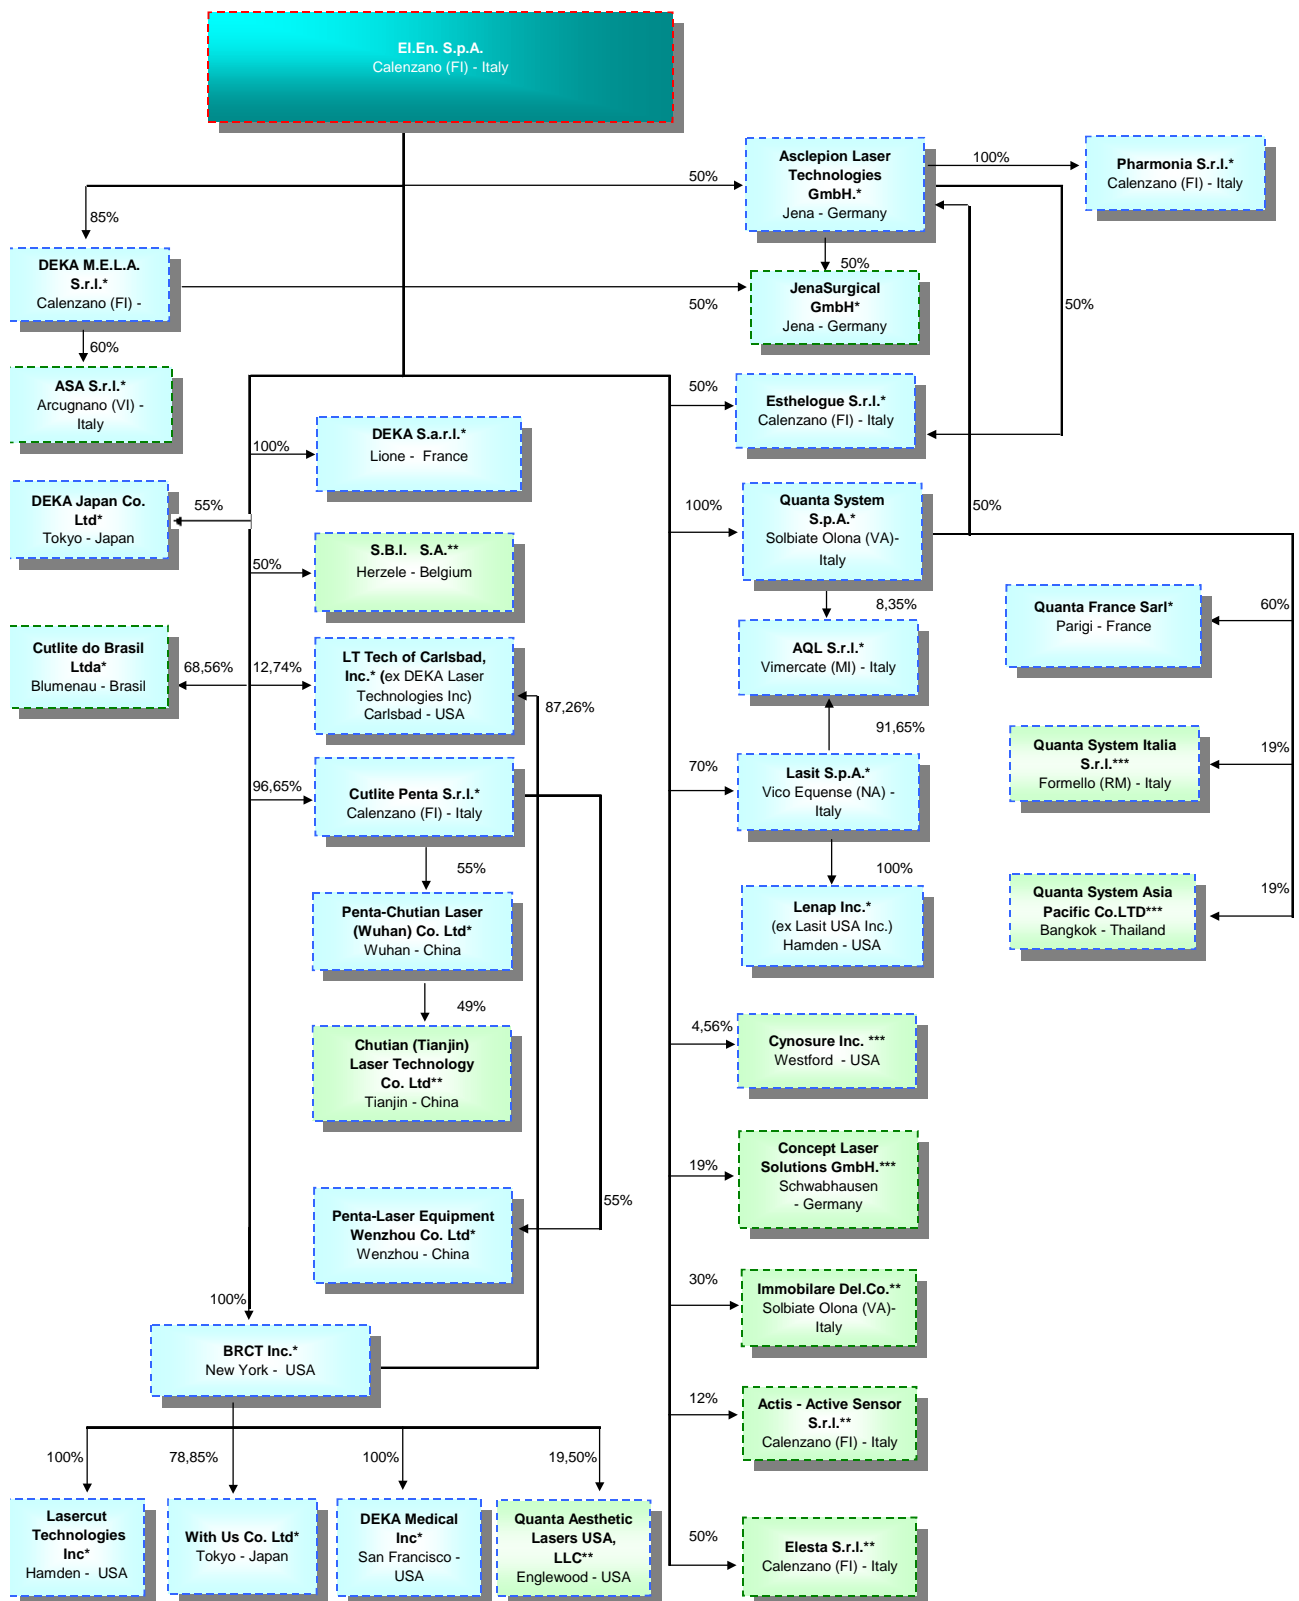 El.En. S.p.A.
Calenzano (FI) - Italy
50%
Asclepion Laser
Technologies
GmbH.*
Jena - Germany
100%
Pharmonia S.r.l.*
Calenzano (FI) - Italy
85%
DEKA M.E.L.A.
S.r.l.*
Calenzano (FI) -
50%
50%
JenaSurgical
GmbH*
Jena - Germany
50%
60%
ASA S.r.l.*
Arcugnano (VI) -
Italy
50%
Esthelogue S.r.l.*
Calenzano (FI) - Italy
100%
DEKA S.a.r.l.*
Lione - France
55%
DEKA Japan Co.
Ltd*
Tokyo - Japan
100%
Quanta System
S.p.A.*
Solbiate Olona (VA)-
Italy
50%
50%
S.B.I. S.A.**
Herzele - Belgium
8,35%
60%
Quanta France Sarl*
Parigi - France
Cutlite do Brasil
Ltda*
Blumenau - Brasil
68,56%
12,74%
LT Tech of Carlsbad,
Inc.* (ex DEKA Laser
Technologies Inc)
Carlsbad - USA
87,26%
AQL S.r.l.*
Vimercate (MI) - Italy
91,65%
Quanta System Italia
S.r.l.***
Formello (RM) - Italy
19%
96,65%
Cutlite Penta S.r.l.*
Calenzano (FI) - Italy
70%
Lasit S.p.A.*
Vico Equense (NA) -
Italy
55%
100%
Penta-Chutian Laser
(Wuhan) Co. Ltd*
Wuhan - China
Lenap Inc.*
(ex Lasit USA Inc.)
Hamden - USA
Quanta System Asia
Pacific Co.LTD***
Bangkok - Thailand
19%
49%
Chutian (Tianjin)
Laser Technology
Co. Ltd**
Tianjin - China
4,56%
Cynosure Inc. ***
Westford - USA
19%
Concept Laser
Solutions GmbH.***
Schwabhausen
- Germany
Penta-Laser Equipment
Wenzhou Co. Ltd*
Wenzhou - China
55%
30%
Immobilare Del.Co.**
Solbiate Olona (VA)-
Italy
100%
BRCT Inc.*
New York - USA
12%
Actis - Active Sensor
S.r.l.**
Calenzano (FI) - Italy
100%
78,85%
100%
19,50%
Lasercut
Technologies
Inc*
Hamden - USA
With Us Co. Ltd*
Tokyo - Japan
DEKA Medical
Inc*
San Francisco -
USA
Quanta Aesthetic
Lasers USA,
LLC**
Englewood - USA
50%
Elesta S.r.l.**
Calenzano (FI) - Italy